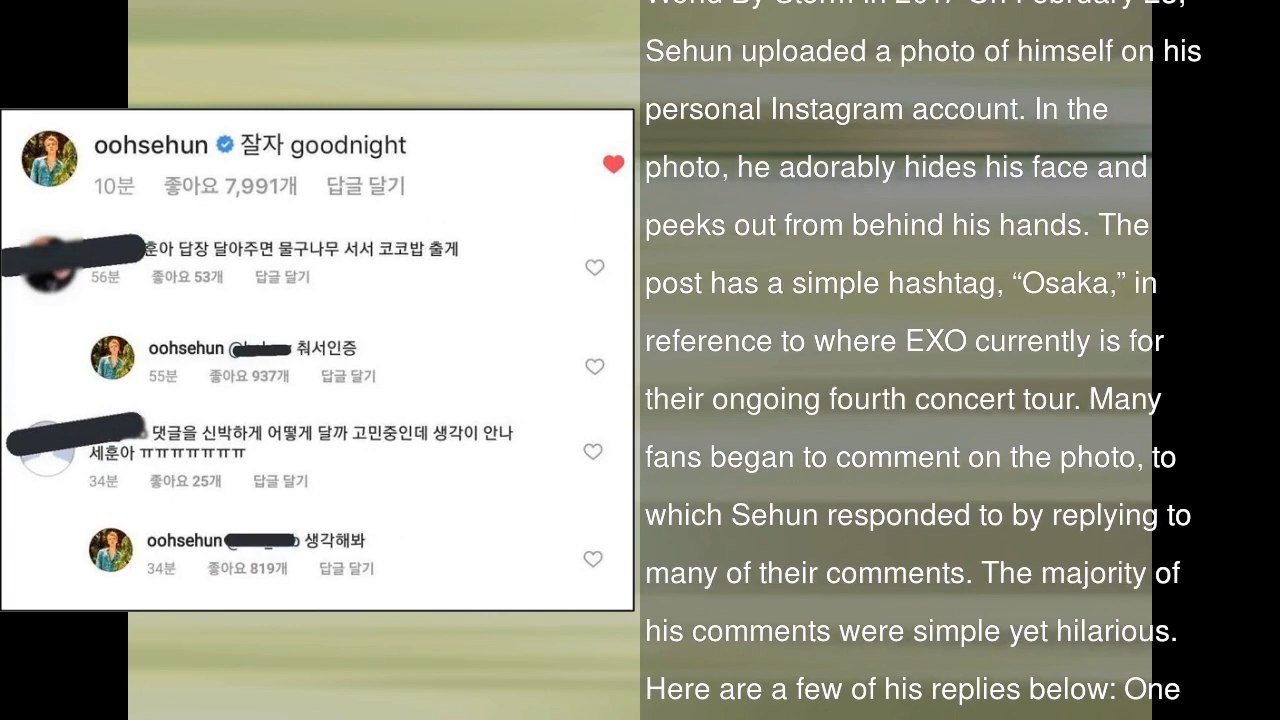 oohsehun 잘자 goodnight
10분 좋아요 7,991개 답글 달기
훈아 답장 달아주면 물구나무 서서 코코밥 출게
56분 좋아요 53개 답글 달기
oohsehun 춰서인증
55분 좋아요 937개 답글 달기
댓글을 신박하게 어떻게 달까 고민중인데 생각이 안나
세훈아 ㅠㅠㅠㅠㅠㅠㅠ
34분 좋아요 25개 답글 달기
oohsehun 생각해봐
34분 좋아요 819개 답글 달기
World By Storm In 2017 On February
Sehun uploaded a photo of himself on his
personal Instagram account. In the
photo, he adorably hides his face and
peeks out from behind his hands. The
post has a simple hashtag, “Osaka,” in
reference to where EXO currently is for
their ongoing fourth concert tour. Many
fans began to comment on the photo, to
which Sehun responded to by replying to
many of their comments. The majority of
his comments were simple yet hilarious.
Here are a few of his replies below: One